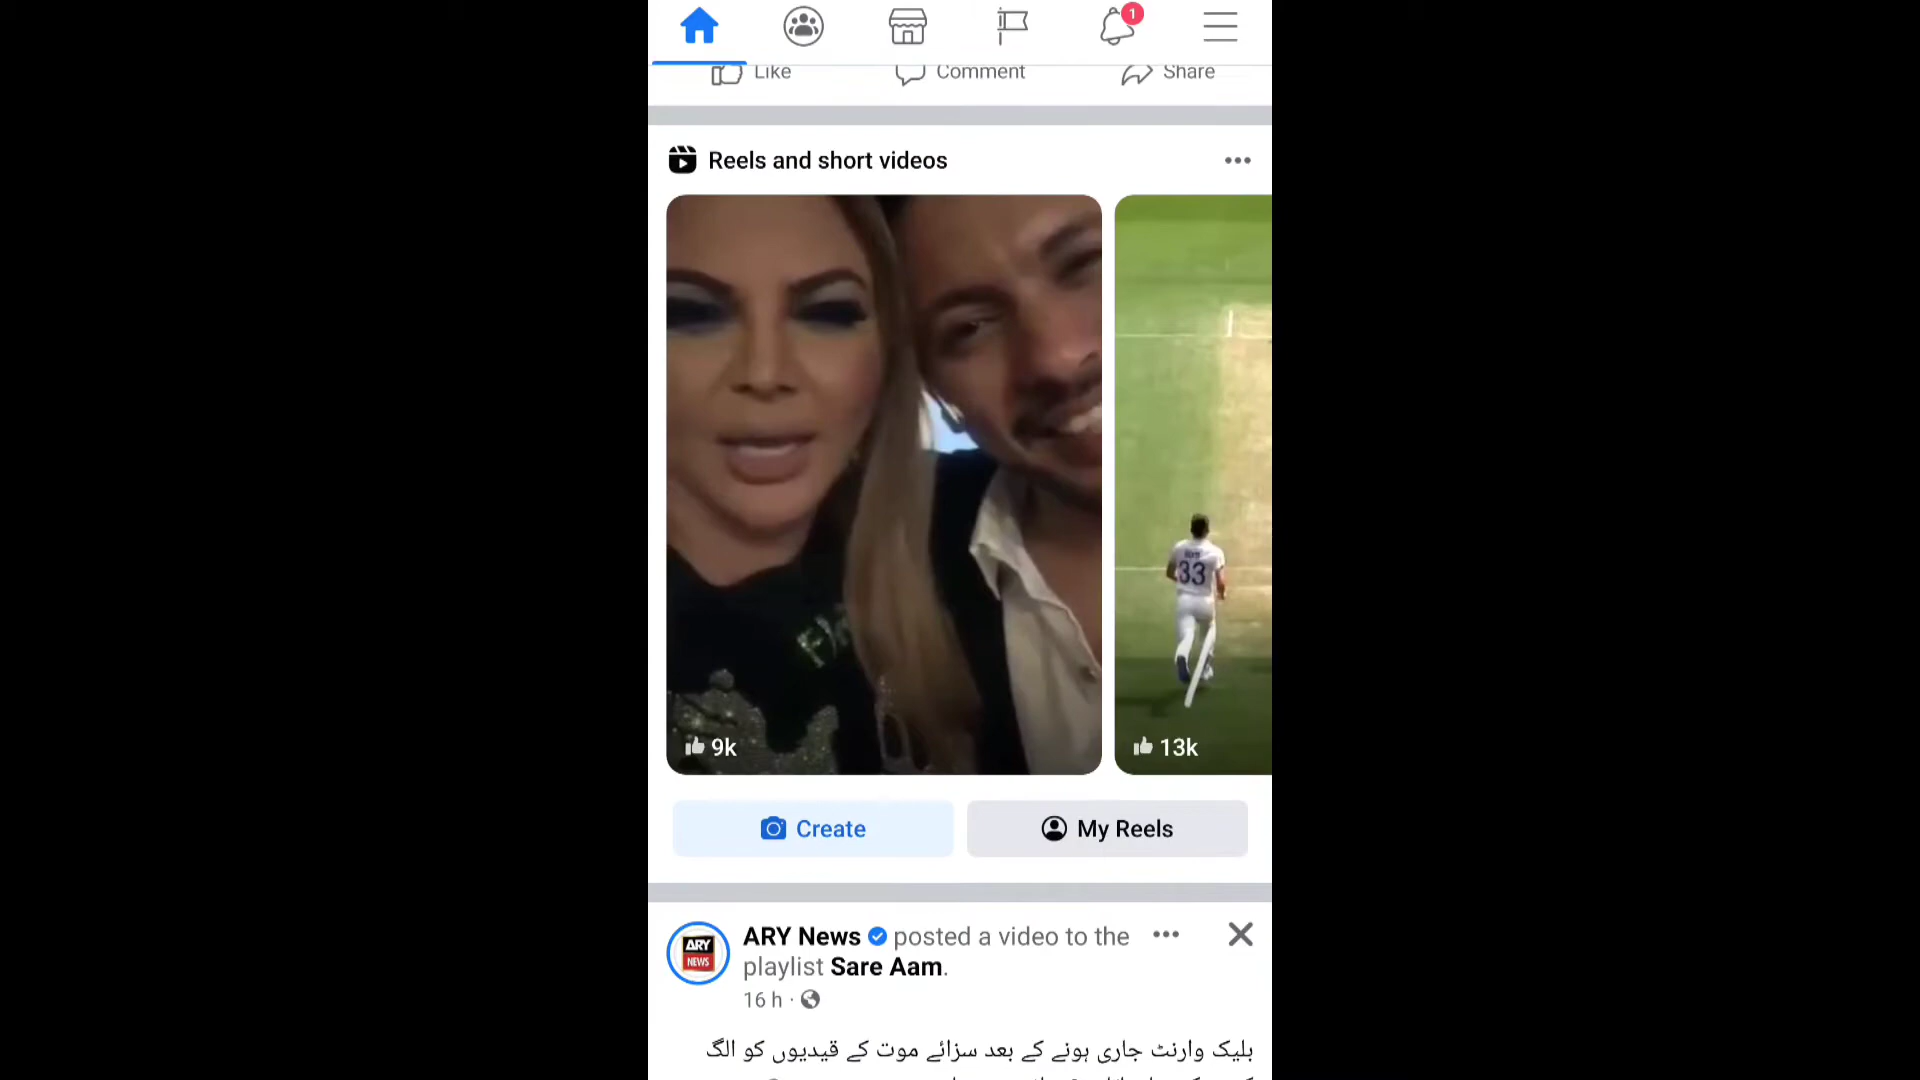 1
Like Comment Share
Reels and short videos
33
9k
13k
Create
My Reels
ARY NEWS
ARY News posted a video to the
playlist Sare Aam.
16 h ·
بلیک وارنٹ جاری ہونے کے بعد سزائے موت کے قیدیوں کو الگ